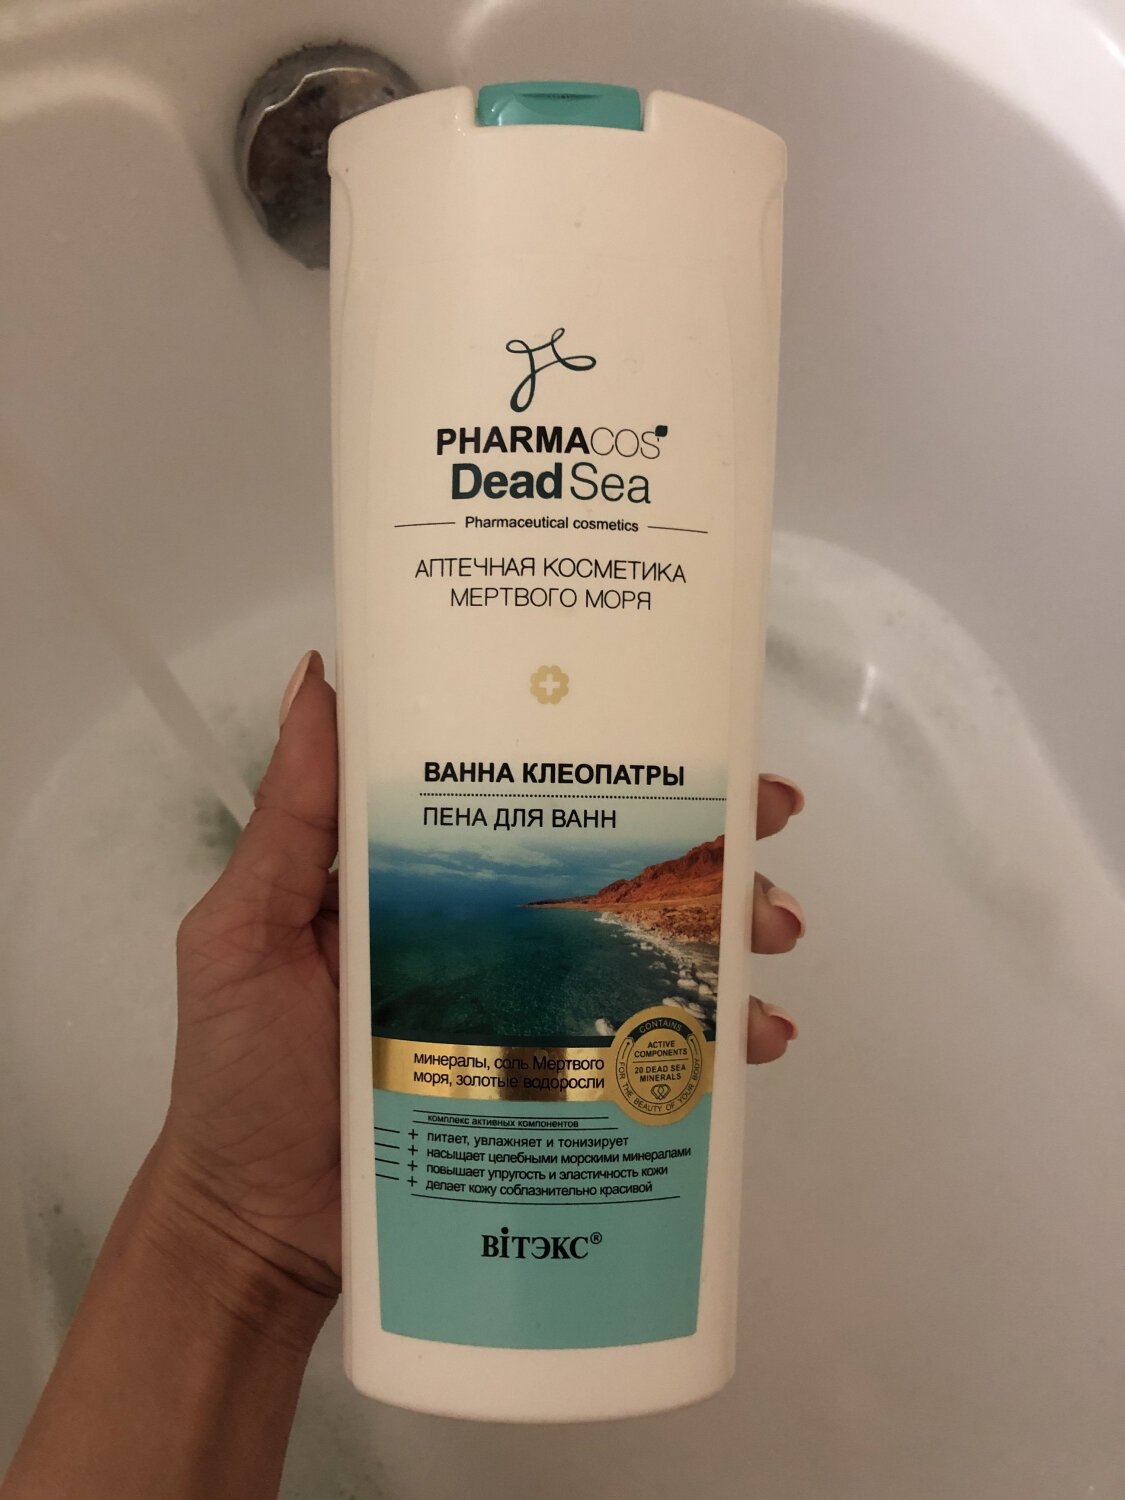 PHARMACOS
Dead Sea
Pharmaceutical cosmetics
АПТЕЧНАЯ КОСМЕТИКА
МЕРТВОГО МОРЯ
ВАННА КЛЕОПАТРЫ
ПЕНА ДЛЯ ВАНН
минералы, соль Мертвого
моря, золотые водоросли
CONTAINS
ACTIVE
COMPONENTS
20 DEAD SEA
MINERALS
FOR THE BEAUTY OF YOUR BODY
комплекс активных компонентов
+ питает, увлажняет и тонизирует
+ насыщает целебными морскими минералами
+ повышает упругость и эластичность кожи
+ делает кожу соблазнительно красивой
ВІТЭКС®